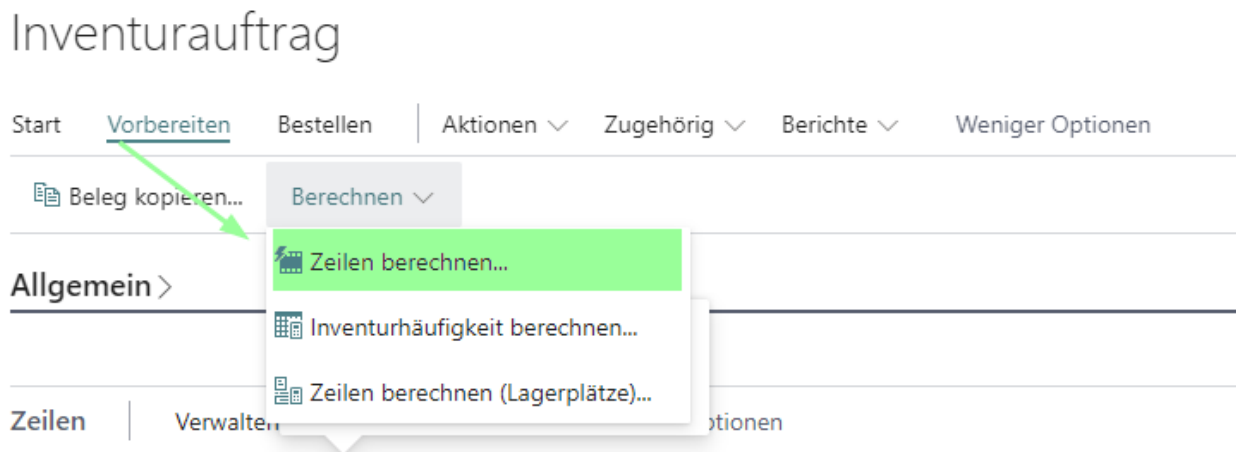 Inventurauftrag
Start Vorbereiten Bestellen Aktionen Zugehörig Berichte Weniger Optionen
Beleg kopieren... Berechnen
Zeilen berechnen...
Allgemein
Inventurhäufigkeit berechnen...
Zeilen berechnen (Lagerplätze)...
Zeilen Verwalten